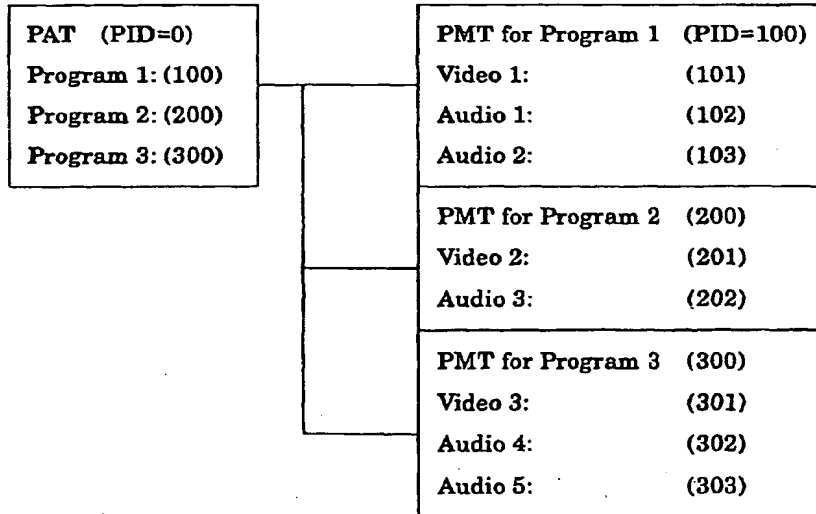 PAT (PID=0)
Program 1: (100)
Program 2: (200)
Program 3: (300)
PMT for Program 1 (PID=100)
Video 1: (101)
Audio 1: (102)
Audio 2: (103)
PMT for Program 2 (200)
Video 2: (201)
Audio 3: (202)
PMT for Program 3 (300)
Video 3: (301)
Audio 4: (302)
Audio 5: (303)